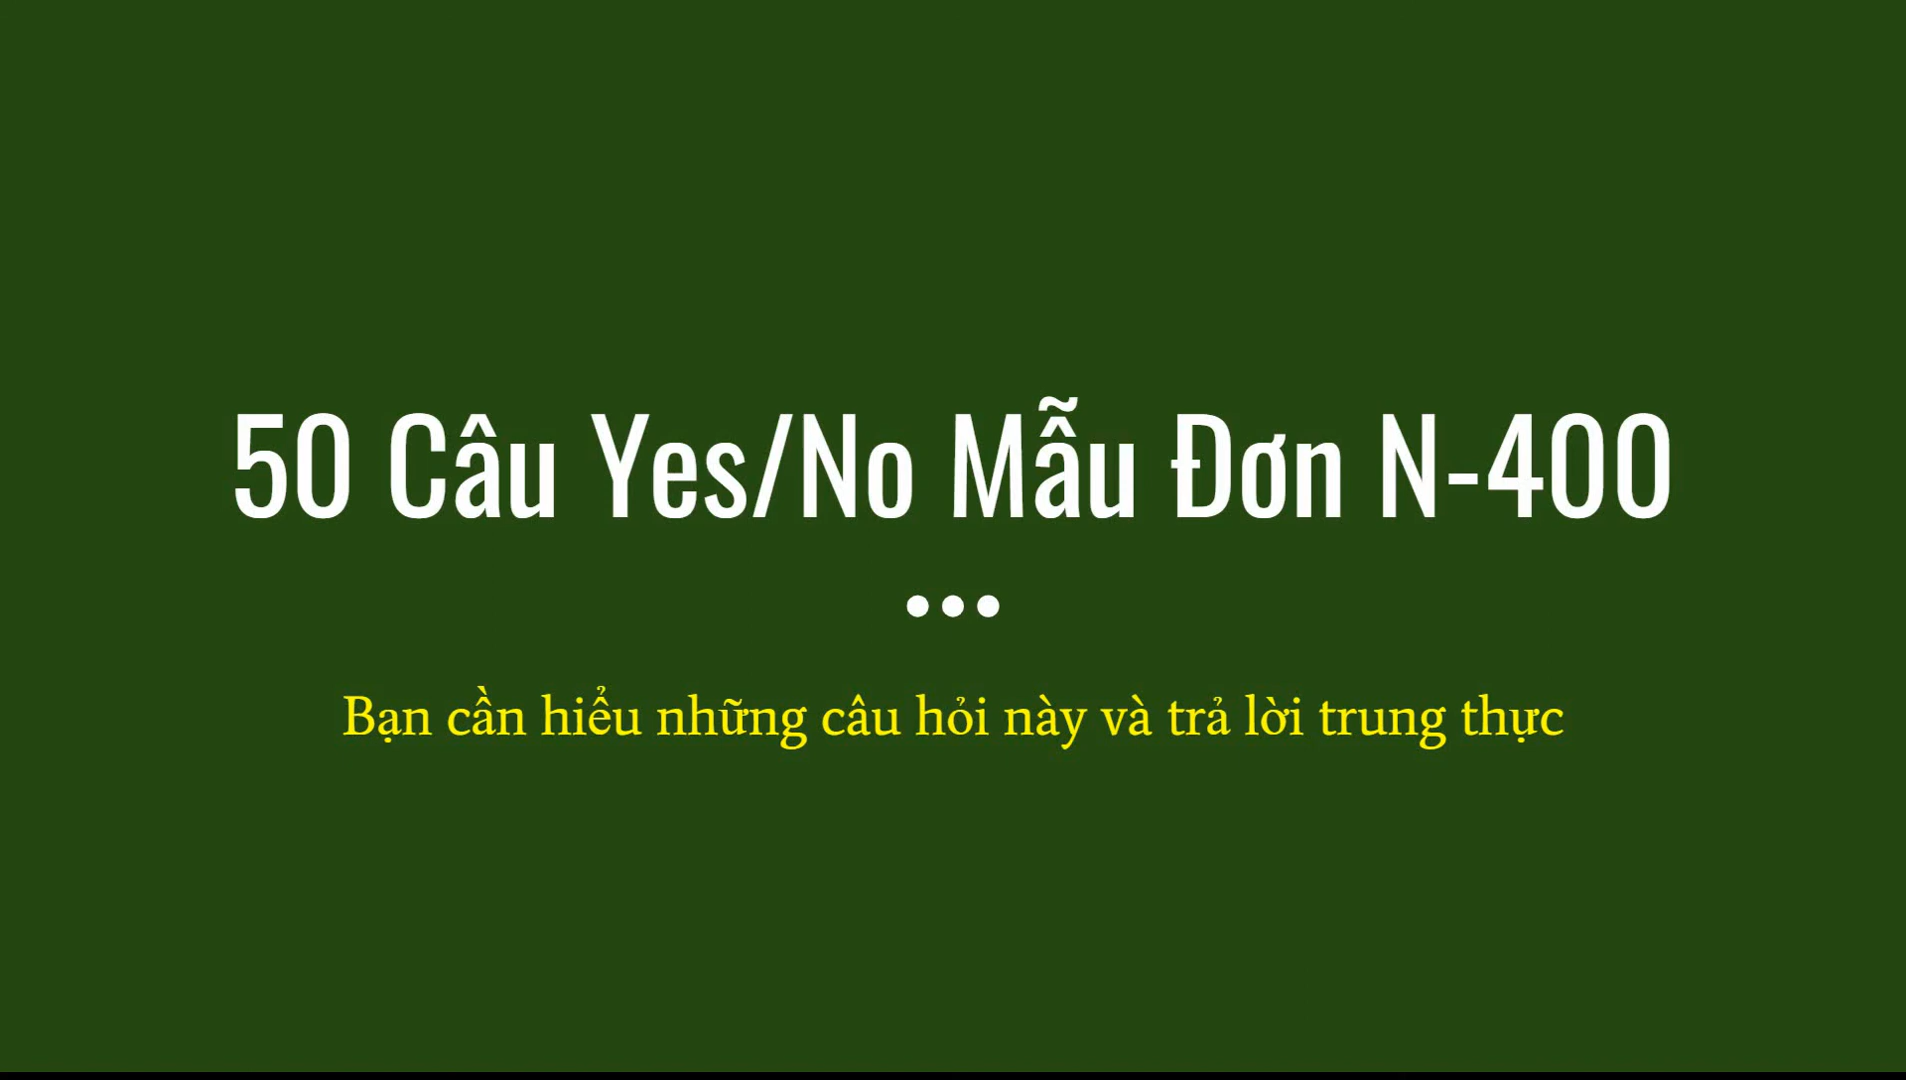 50 Câu Yes/No Mẫu Đơn N-400
Bạn cần hiểu những câu hỏi này và trả lời trung thực